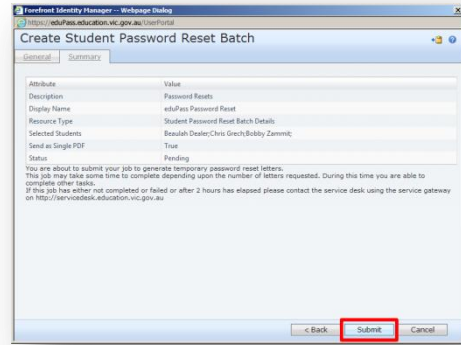 Forefront Identity Manager -- Webpage Dialog
https://eduPass.education.vic.gov.au/UserPortal
Create Student Password Reset Batch
General Summary
Attribute Value
Description Password Resets
Display Name eduPass Password Reset
Resource Type Student Password Reset Batch Details
Selected Students Beaulah Dealer;Chris Grech;Bobby Zammit;
Send as Single PDF True
Status Pending
You are about to submit your job to generate temporary password reset letters.
This job may take some time to complete depending upon the number of letters requested. During this time you are able to
complete other tasks.
If this job has either not completed or failed or after 2 hours has elapsed please contact the service desk using the service gateway
on http://servicedesk.education.vic.gov.au
< Back Submit Cancel